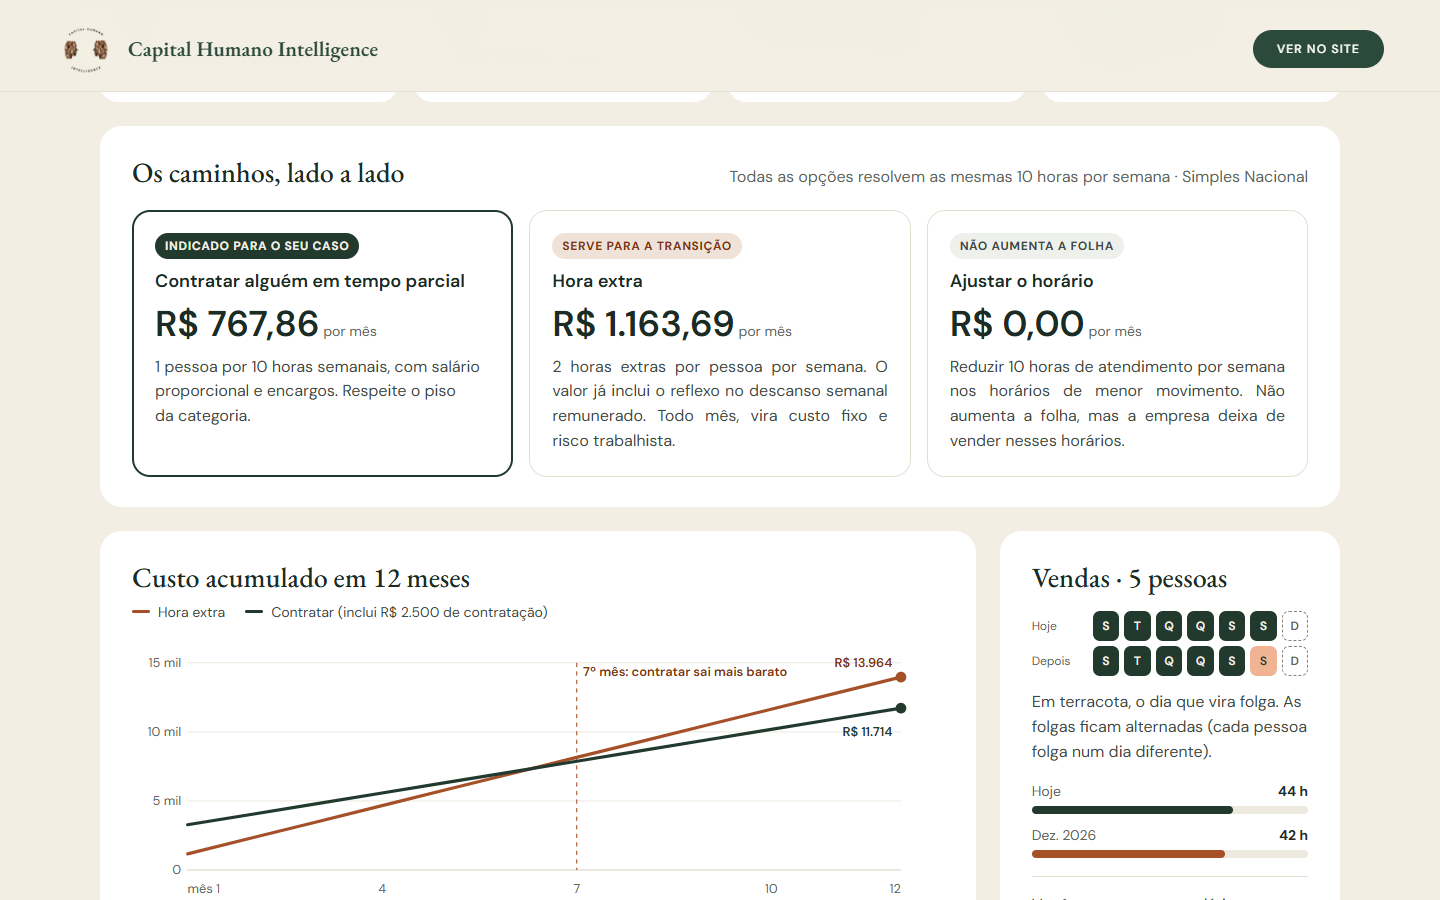 CAPITAL HUMANO
INTELLIGENCE
Capital Humano Intelligence
VER NO SITE
Os caminhos, lado a lado
Todas as opções resolvem as mesmas 10 horas por semana · Simples Nacional
INDICADO PARA O SEU CASO
Contratar alguém em tempo parcial
R$ 767,86 por mês
1 pessoa por 10 horas semanais, com salário
proporcional e encargos. Respeite o piso
da categoria.
SERVE PARA A TRANSIÇÃO
Hora extra
R$ 1.163,69 por mês
2 horas extras por pessoa por semana. O
valor já inclui o reflexo no descanso semanal
remunerado. Todo mês, vira custo fixo e
risco trabalhista.
NÃO AUMENTA A FOLHA
Ajustar o horário
R$ 0,00 por mês
Reduzir 10 horas de atendimento por semana
nos horários de menor movimento. Não
aumenta a folha, mas a empresa deixa de
vender nesses horários.
Custo acumulado em 12 meses
Hora extra
Contratar (inclui R$ 2.500 de contratação)
15 mil
10 mil
5 mil
0
7º mês: contratar sai mais barato
R$ 13.964
R$ 11.714
mês 1 4 7 10 12
Vendas · 5 pessoas
Hoje S T Q Q S S D
Depois S T Q Q S S D
Em terracota, o dia que vira folga. As
folgas ficam alternadas (cada pessoa
folga num dia diferente).
Hoje 44 h
Dez. 2026 42 h